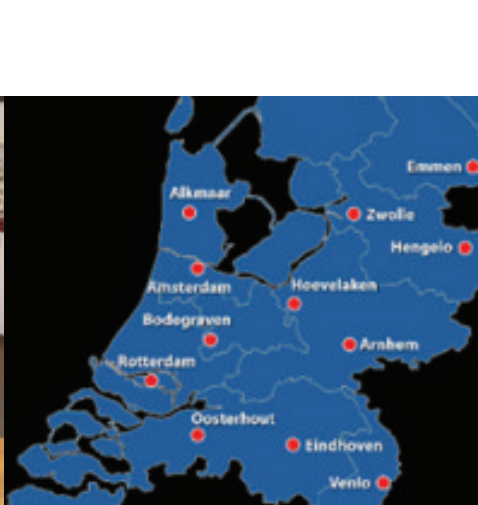 Emmen
Alkmaar
Zwolle
Hengelo
Amsterdam
Hoevelaken
Bodegraven
Arnhem
Rotterdam
Oosterhout
Eindhoven
Venlo